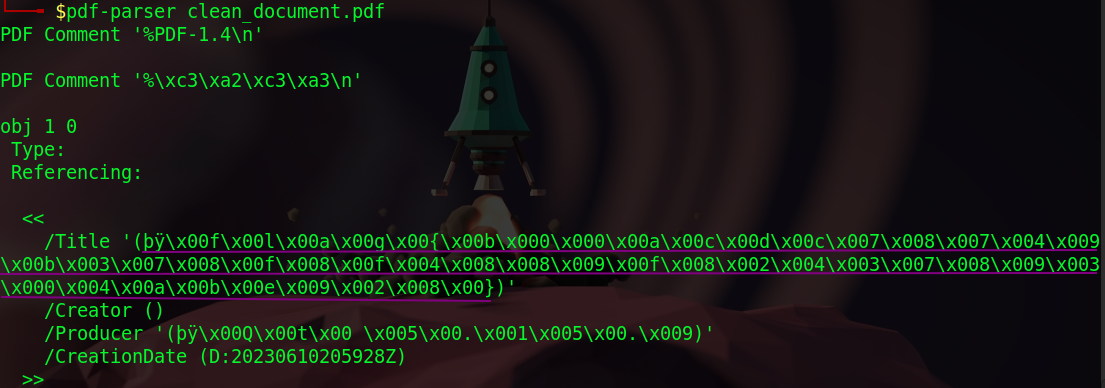 $pdf-parser clean_document.pdf
PDF Comment '%PDF-1.4\n'
PDF Comment '%\xc3\xa2\xc3\xa3\n'
obj 1 0
Type:
Referencing:
<<
/Title '(þÿ\x00f\x00l\x00a\x00g\x00{\x00b\x000\x000\x00a\x00c\x00d\x00c\x007\x008\x007\x004\x009
\x00b\x003\x007\x008\x00f\x008\x00f\x004\x008\x008\x009\x00f\x008\x002\x004\x003\x007\x008\x009\x003
\x000\x004\x00a\x00b\x00e\x009\x002\x008\x00})'
/Creator ()
/Producer '(þÿ\x00Q\x00t\x00 \x005\x00.\x001\x005\x00.\x009)'
/CreationDate (D:20230610205928Z)
>>